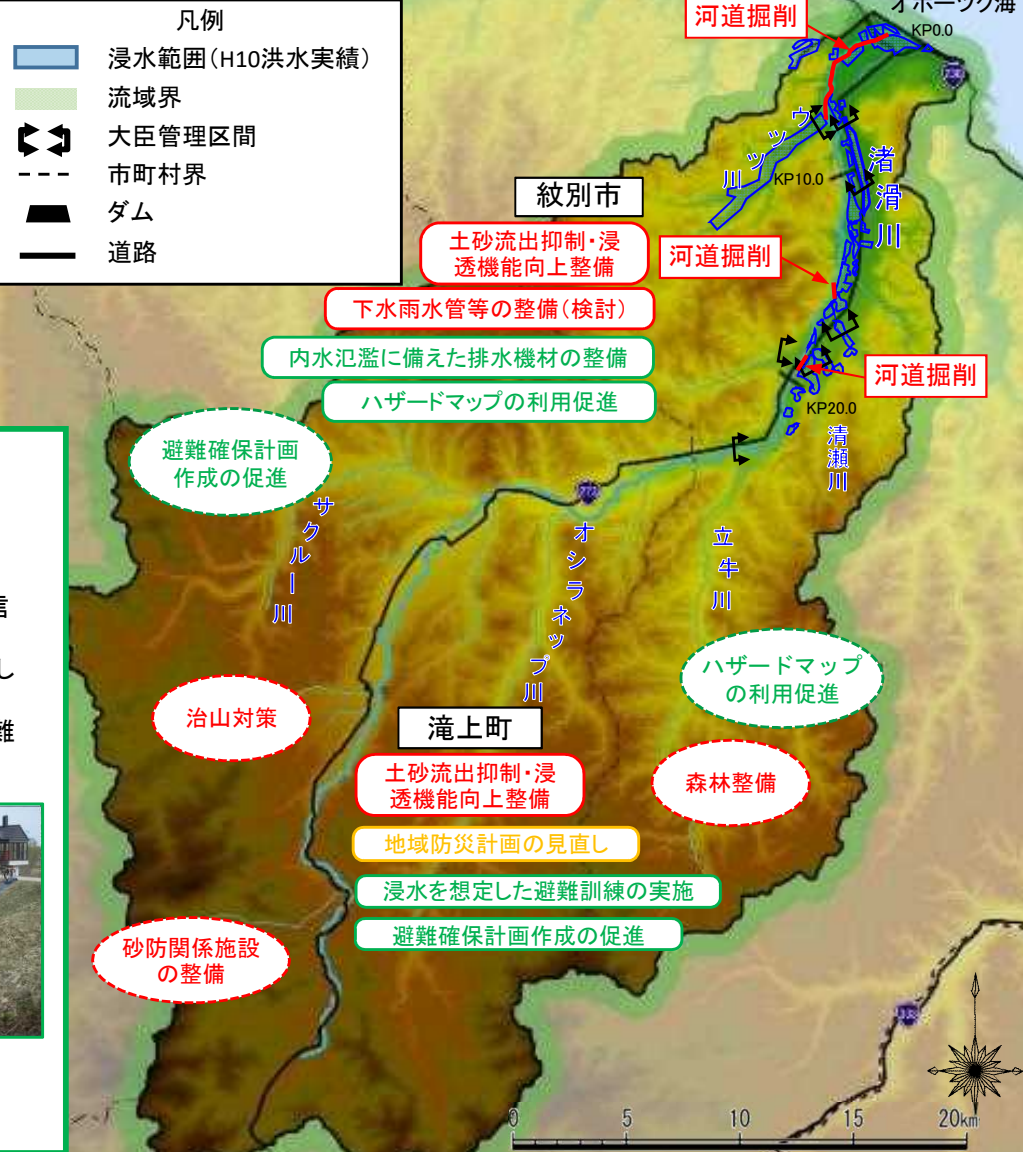 凡例
浸水範囲(H10洪水実績)
流域界
大臣管理区間
市町村界
ダム
道路
河道掘削
オホーツク海
KP0.0
ウツツ川
KP10.0
渚滑川
紋別市
土砂流出抑制・浸
透機能向上整備
河道掘削
下水雨水管等の整備(検討)
内水氾濫に備えた排水機材の整備
ハザードマップの利用促進
河道掘削
KP20.0
清瀬川
避難確保計画
作成の促進
サクルー川
オシラネップ川
立牛川
信
し
難
ハザードマップ
の利用促進
治山対策
滝上町
土砂流出抑制・浸
透機能向上整備
森林整備
地域防災計画の見直し
浸水を想定した避難訓練の実施
避難確保計画作成の促進
砂防関係施設
の整備
0 5 10 15 20km